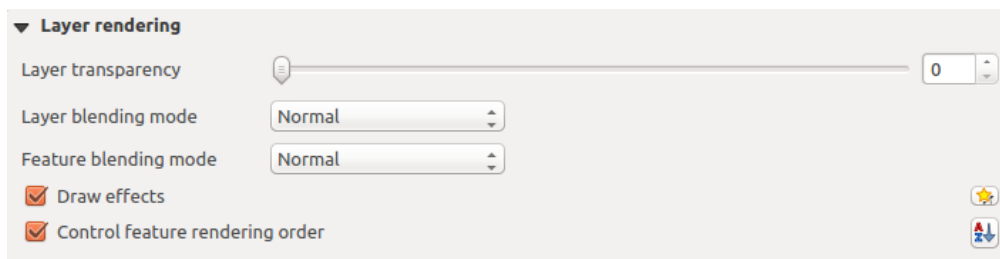 Layer rendering
Layer transparency 0
Layer blending mode Normal
Feature blending mode Normal
Draw effects
Control feature rendering order
A
Z